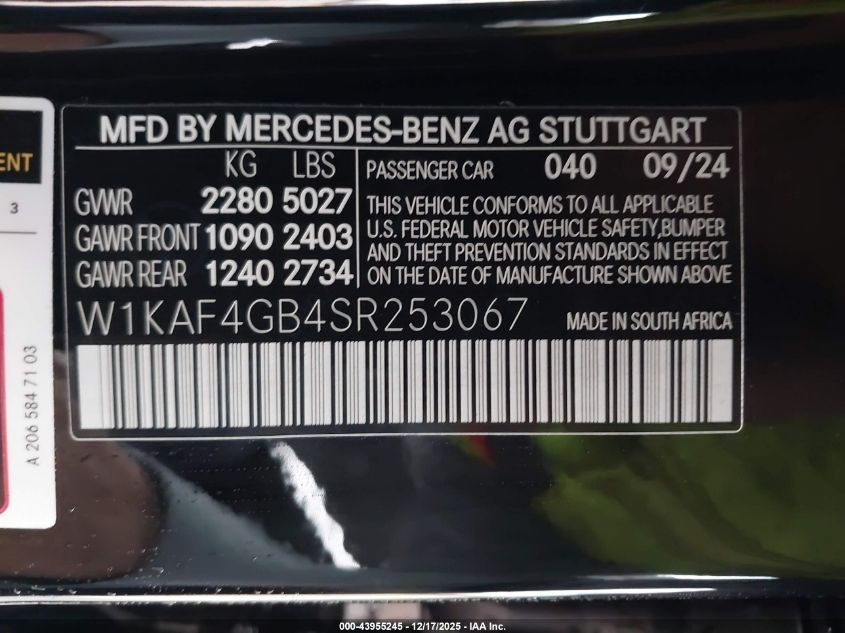 MFD BY MERCEDES-BENZ AG STUTTGART
KG LBS
GVWR 2280 5027
GAWR FRONT 1090 2403
GAWR REAR 1240 2734
PASSENGER CAR 040 09/24
THIS VEHICLE CONFORMS TO ALL APPLICABLE
U.S. FEDERAL MOTOR VEHICLE SAFETY,BUMPER
AND THEFT PREVENTION STANDARDS IN EFFECT
ON THE DATE OF MANUFACTURE SHOWN ABOVE
W1KAF4GB4SR253067 MADE IN SOUTH AFRICA
ENT
3
A 206 584 71 03
000-43955245 - 12/17/2025 - IAA Inc.